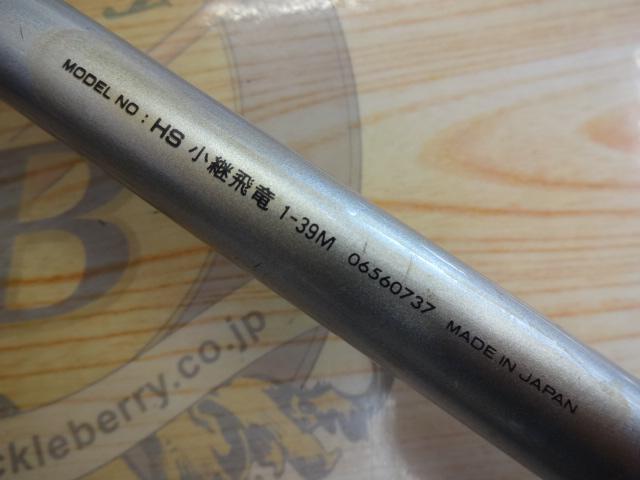 MODEL NO : HS 小継飛竜 1-39M 06560737 MADE IN JAPAN
B
ckleberry.co.jp